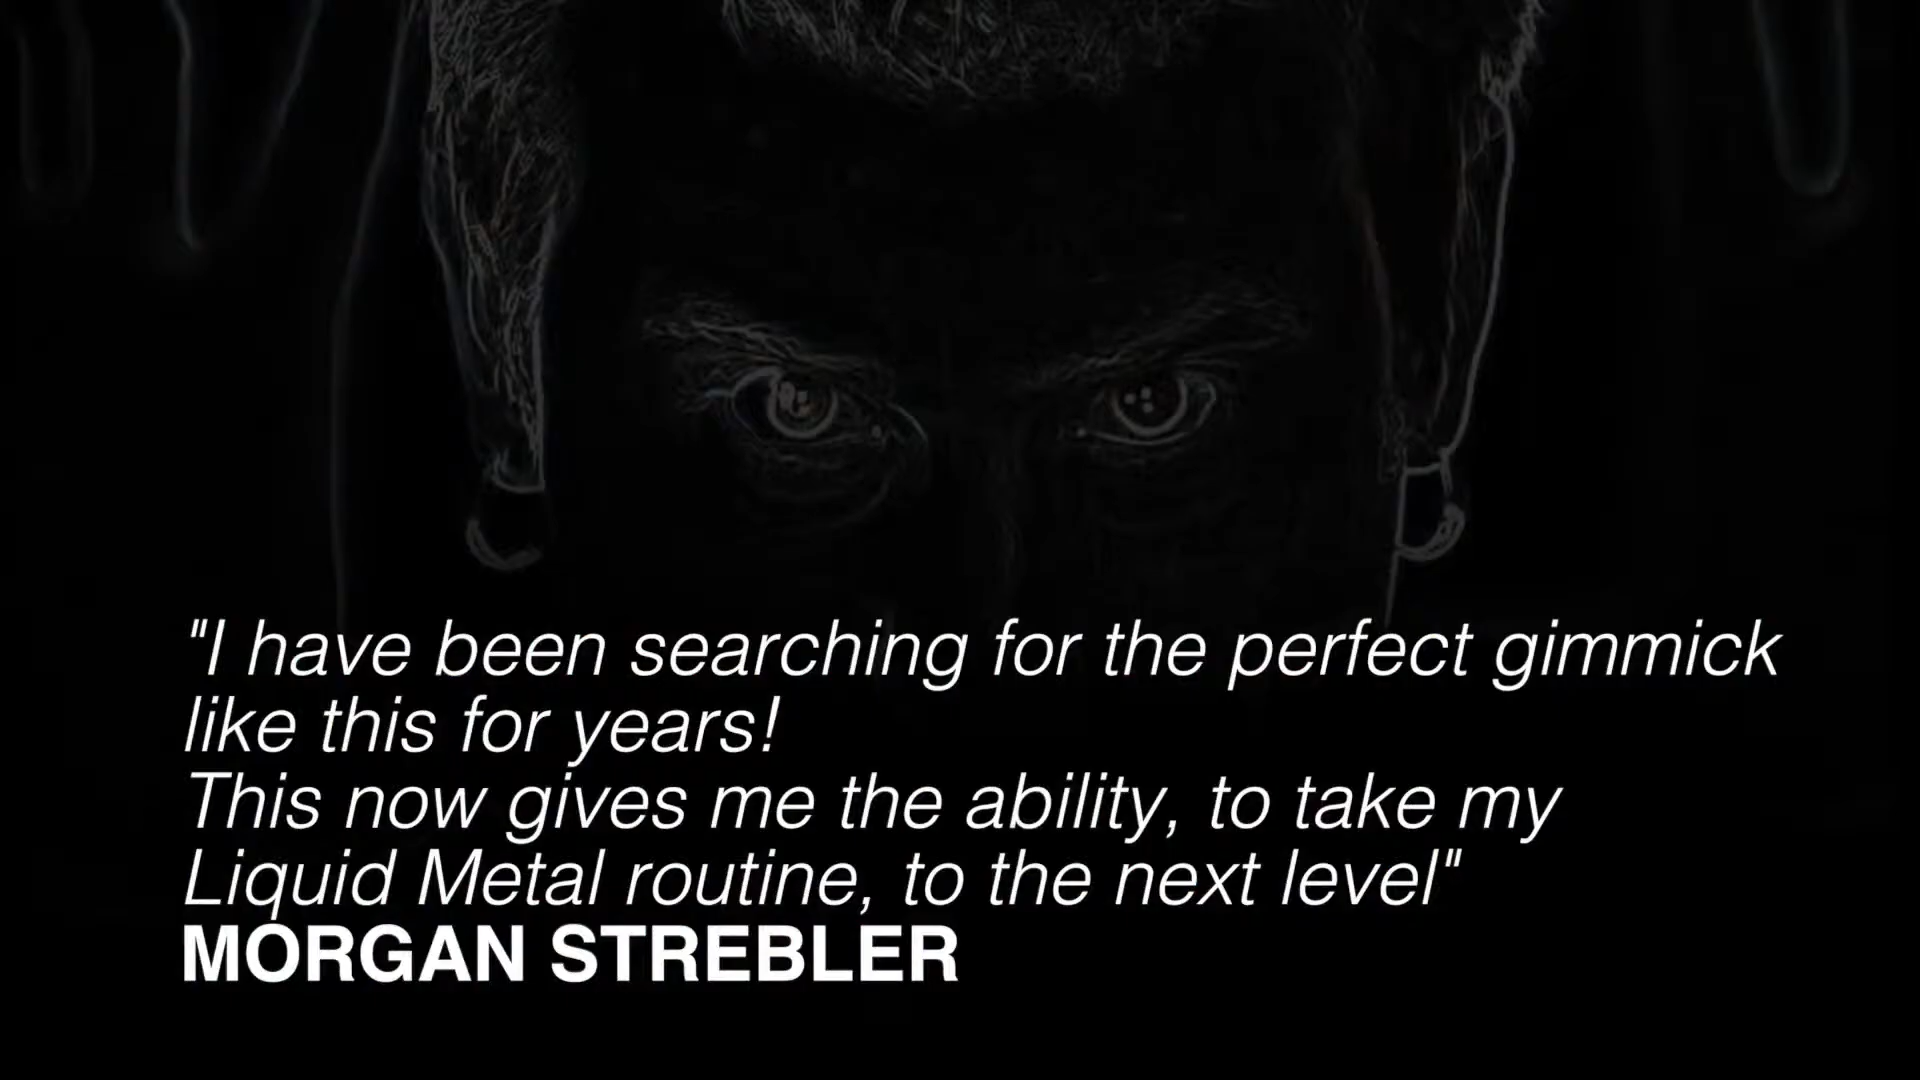 "I have been searching for the perfect gimmick
like this for years!
This now gives me the ability, to take my
Liquid Metal routine, to the next level"
MORGAN STREBLER